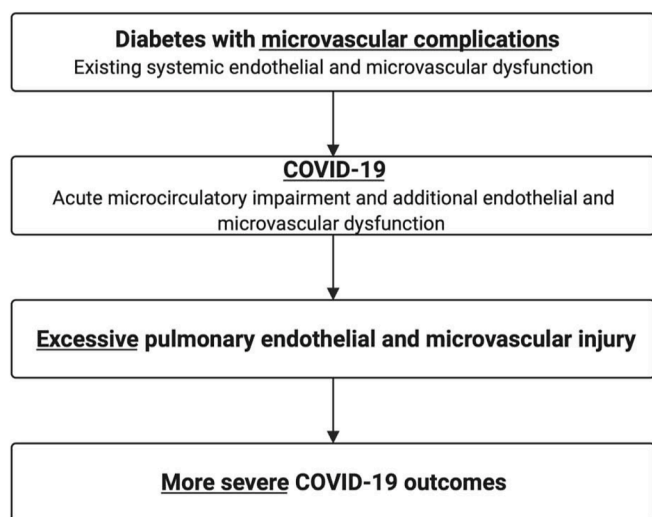 Diabetes with microvascular complications
Existing systemic endothelial and microvascular dysfunction
COVID-19
Acute microcirculatory impairment and additional endothelial and
microvascular dysfunction
Excessive pulmonary endothelial and microvascular injury
More severe COVID-19 outcomes